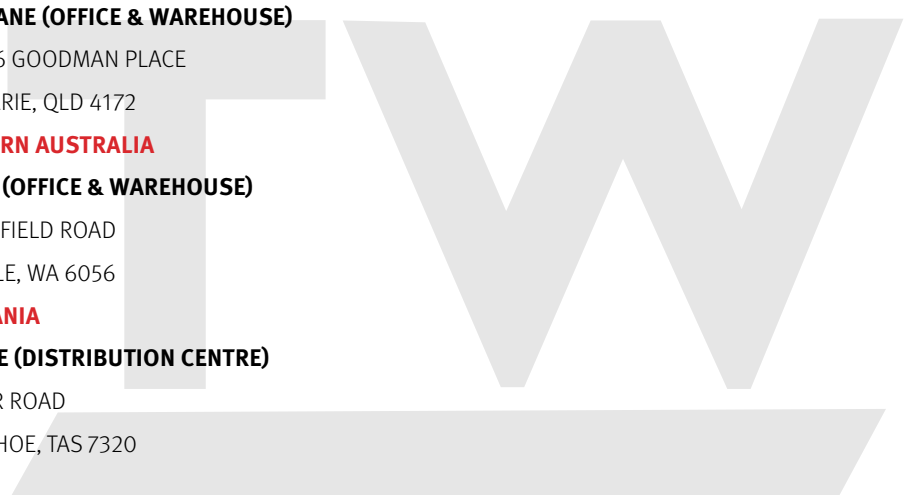 ANE (OFFICE & WAREHOUSE)
6 GOODMAN PLACE
RIE, QLD 4172
RN AUSTRALIA
(OFFICE & WAREHOUSE)
FIELD ROAD
LE, WA 6056
ANIA
E (DISTRIBUTION CENTRE)
R ROAD
HOE, TAS 7320
TW